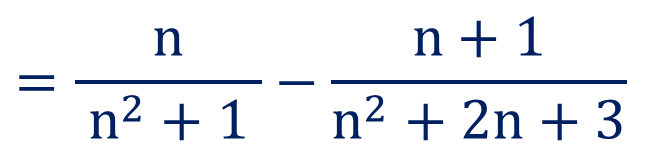 = n/(n² + 1) − (n + 1)/(n² + 2n + 3)